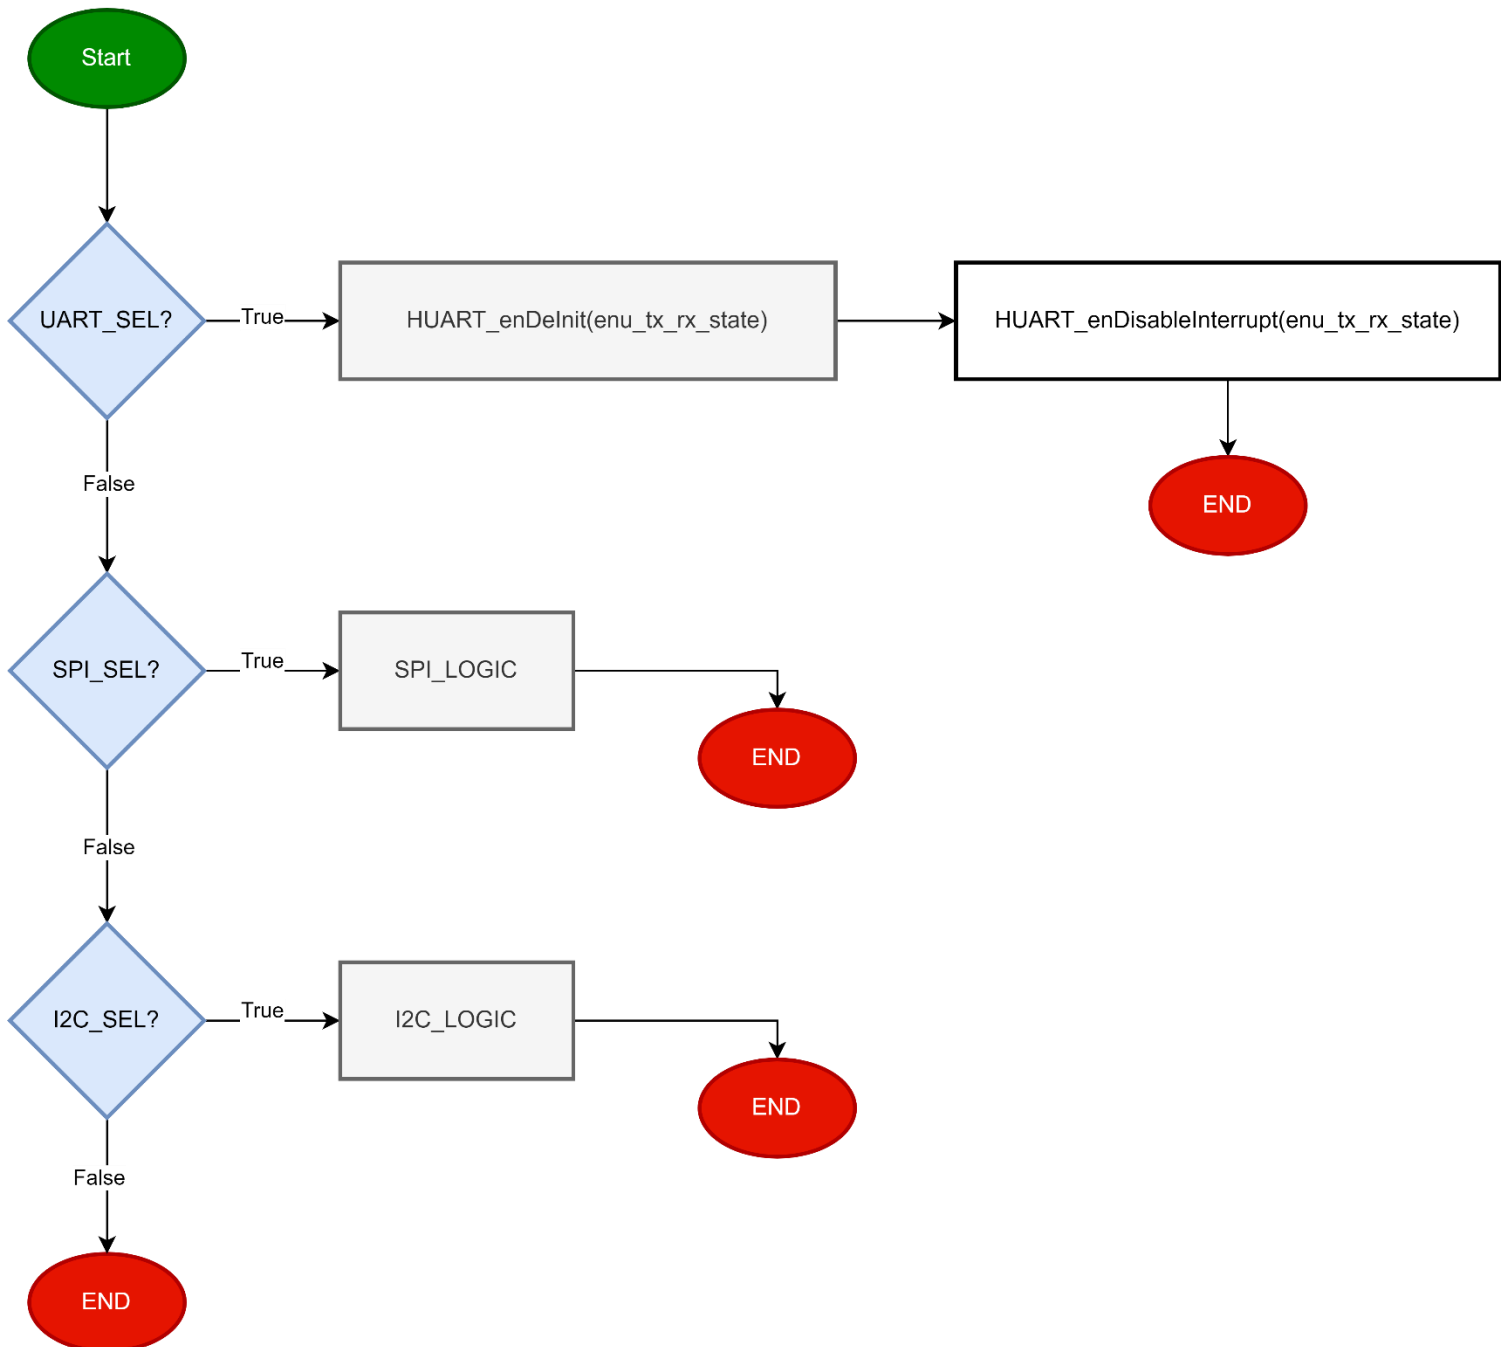 Start
UART_SEL?
True
HUART_enDeInit(enu_tx_rx_state)
HUART_enDisableInterrupt(enu_tx_rx_state)
False
END
SPI_SEL?
True
SPI_LOGIC
END
False
I2C_SEL?
True
I2C_LOGIC
END
False
END